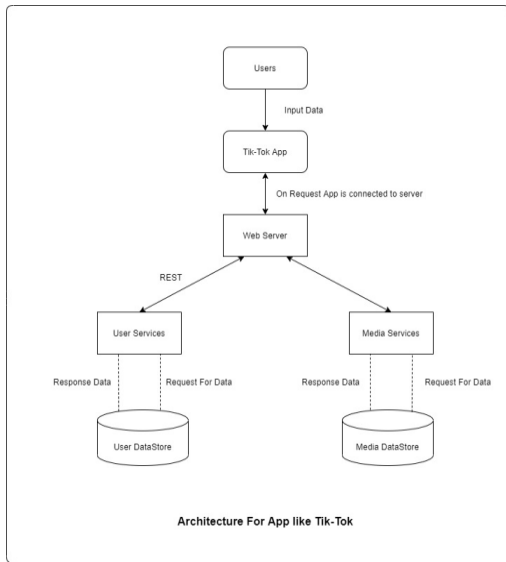 Users
Input Data
Tik-Tok App
On Request App is connected to server
Web Server
REST
User Services
Media Services
Response Data
Request For Data
Response Data
Request For Data
User DataStore
Media DataStore
Architecture For App like Tik-Tok